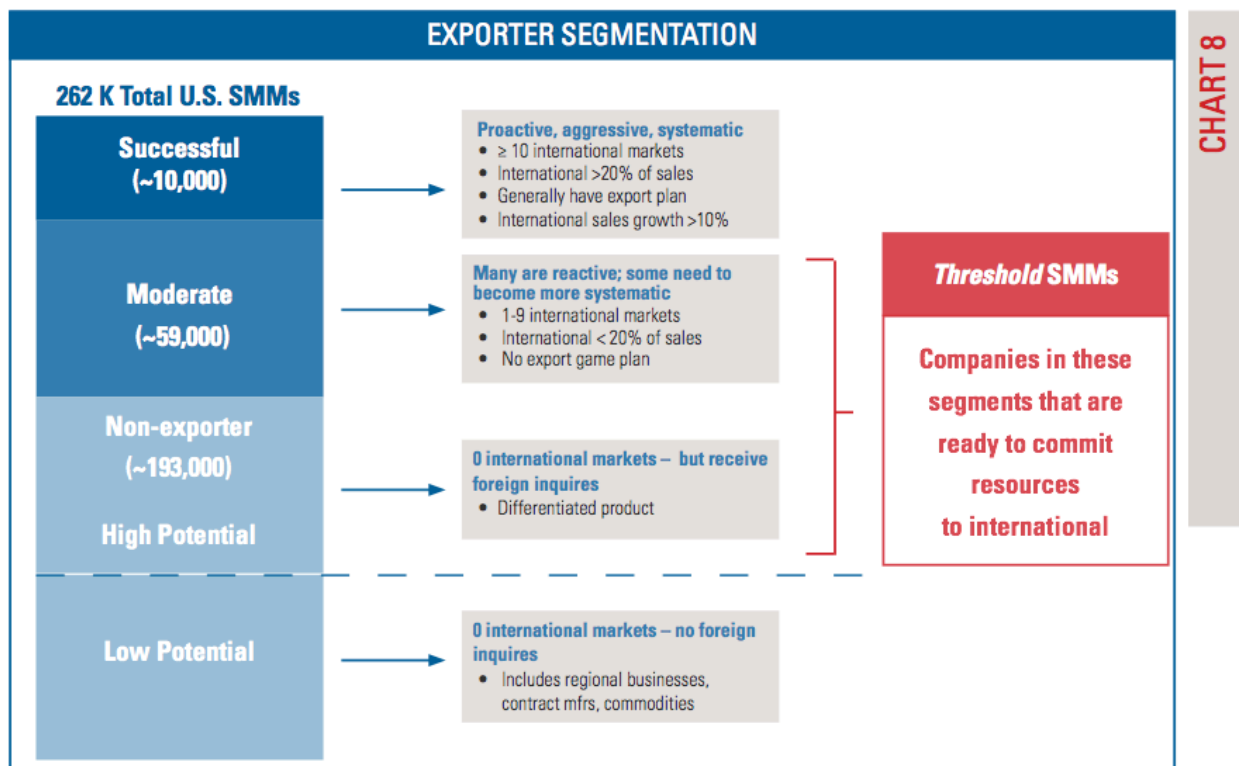 EXPORTER SEGMENTATION
CHART 8
262 K Total U.S. SMMs
Successful
(~10,000)
Proactive, aggressive, systematic
• ≥ 10 international markets
• International >20% of sales
• Generally have export plan
• International sales growth >10%
Moderate
(~59,000)
Many are reactive; some need to
become more systematic
• 1-9 international markets
• International <20% of sales
• No export game plan
Non-exporter
(~193,000)
High Potential
0 international markets – but receive
foreign inquires
• Differentiated product
Low Potential
0 international markets – no foreign
inquires
• Includes regional businesses,
contract mfrs, commodities
Threshold SMMs
Companies in these
segments that are
ready to commit
resources
to international